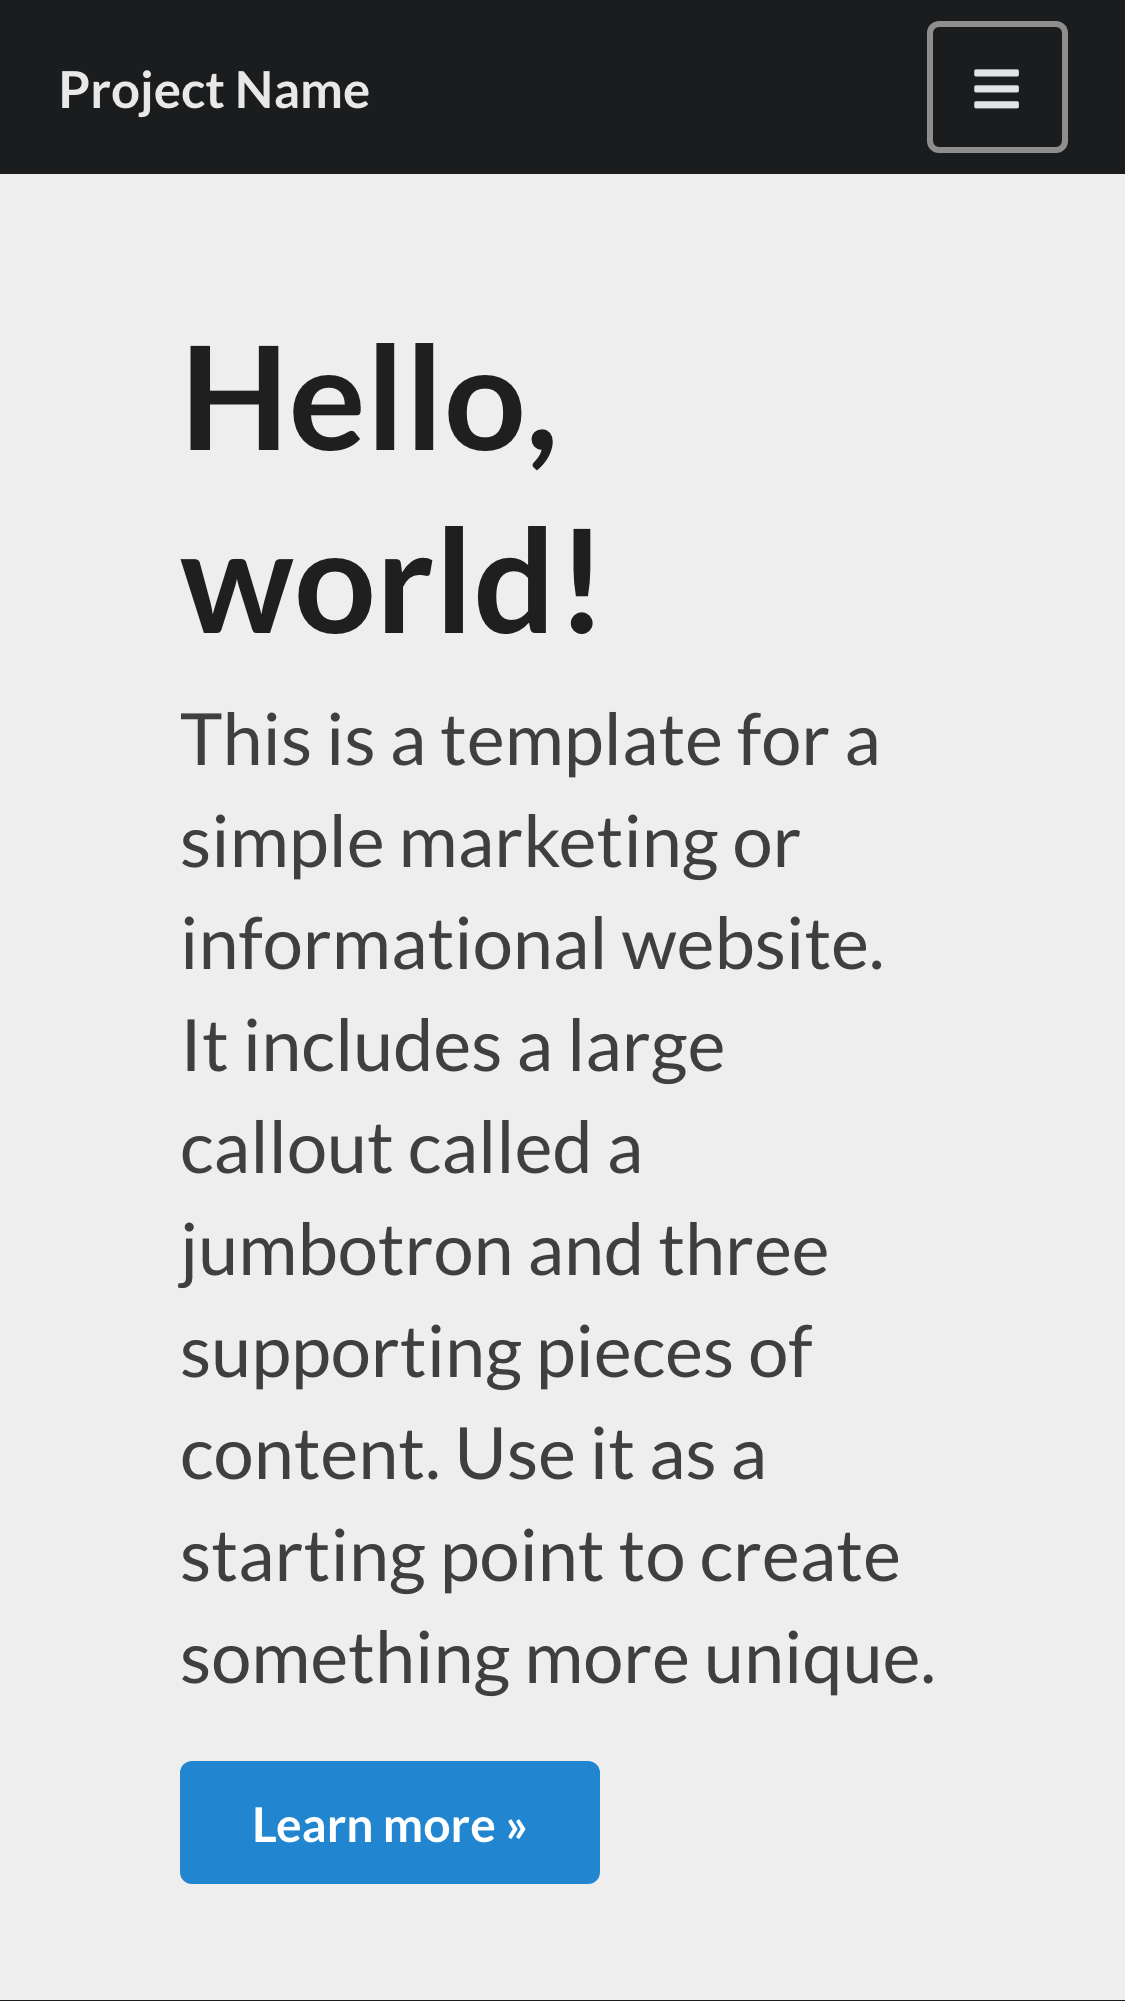 Project Name
Hello,
world!
This is a template for a
simple marketing or
informational website.
It includes a large
callout called a
jumbotron and three
supporting pieces of
content. Use it as a
starting point to create
something more unique.
Learn more »